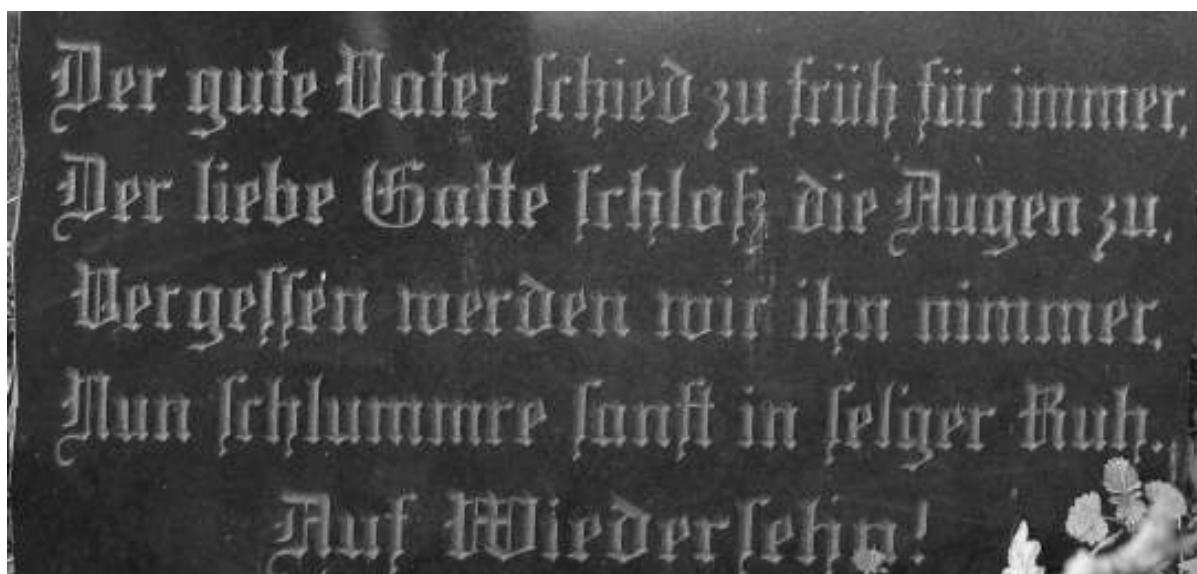 Der gute Vater schied zu früh für immer,
Der liebe Gatte schloß die Augen zu,
Vergessen werden wir ihn nimmer,
Nun schlummre sanft in selger Ruh.
Auf Wiedersehn!